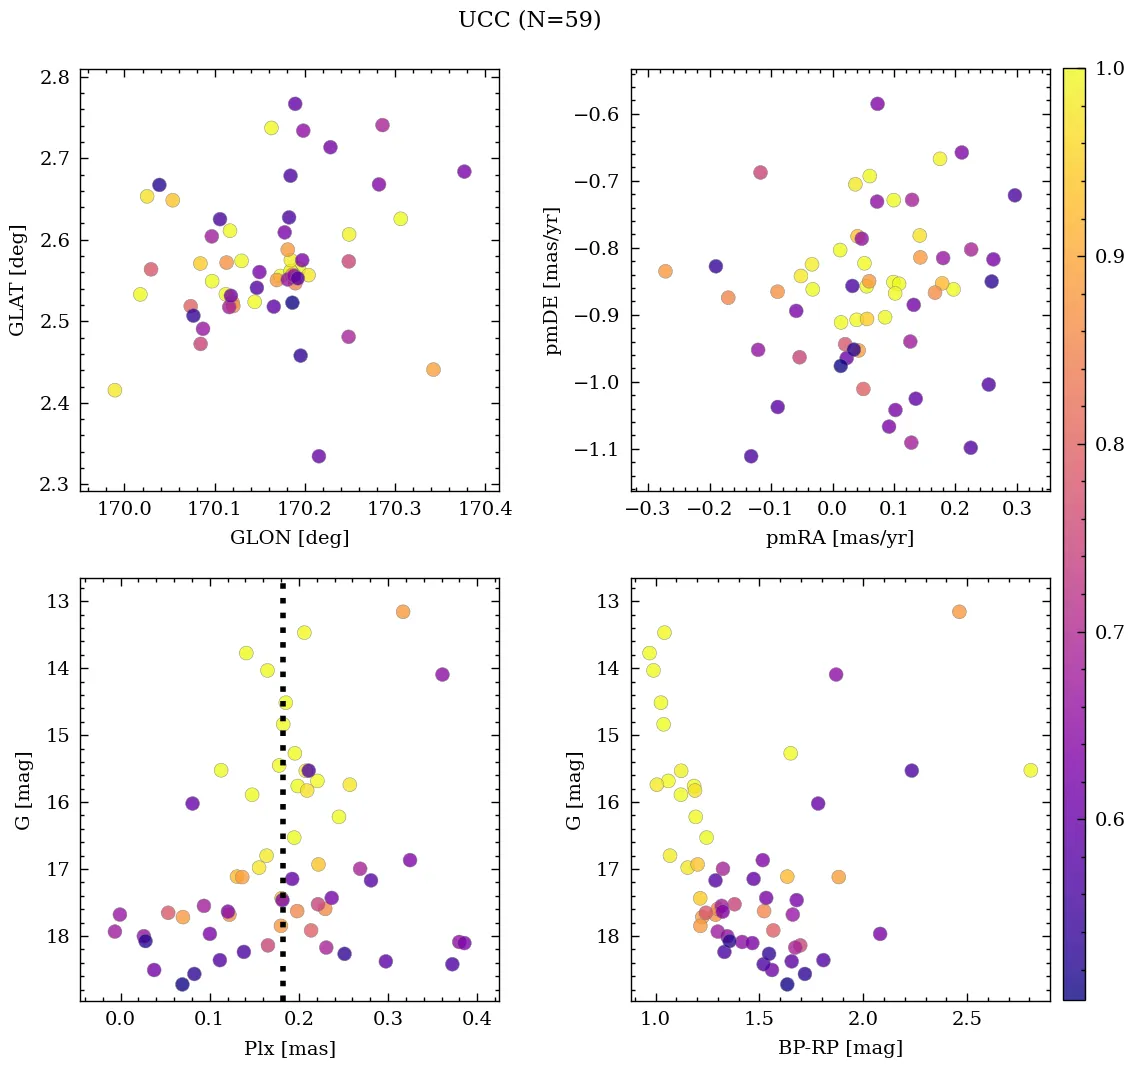 UCC (N=59)
2.8
2.7
2.6
2.5
2.4
2.3
GLAT [deg]
170.0 170.1 170.2 170.3 170.4
GLON [deg]
−0.6
−0.7
−0.8
−0.9
−1.0
−1.1
pmDE [mas/yr]
−0.3 −0.2 −0.1 0.0 0.1 0.2 0.3
pmRA [mas/yr]
1.0
0.9
0.8
0.7
0.6
13
14
15
16
17
18
G [mag]
0.0 0.1 0.2 0.3 0.4
Plx [mas]
13
14
15
16
17
18
G [mag]
1.0 1.5 2.0 2.5
BP-RP [mag]